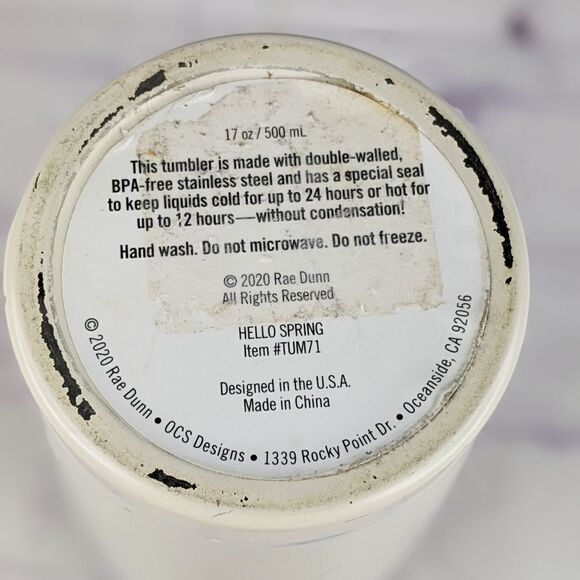 17 oz / 500 mL
This tumbler is made with double-walled,
BPA-free stainless steel and has a special seal
to keep liquids cold for up to 24 hours or hot for
up to 12 hours—without condensation!
Hand wash. Do not microwave. Do not freeze.
© 2020 Rae Dunn
All Rights Reserved
HELLO SPRING
Item #TUM71
Designed in the U.S.A.
Made in China
© 2020 Rae Dunn • OCS Designs • 1339 Rocky Point Dr. • Oceanside, CA 92056